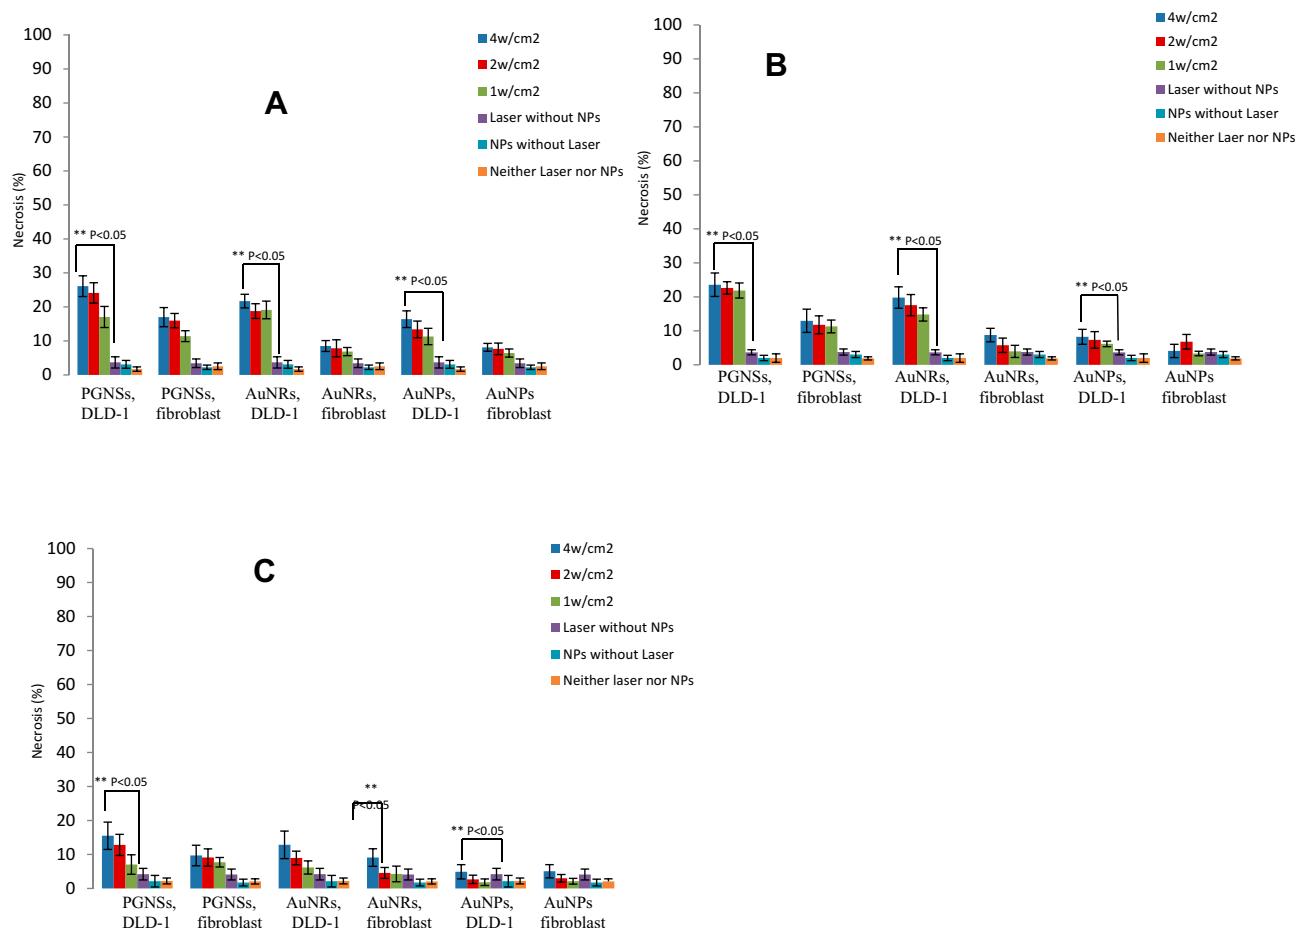 A
Necrosis (%)
100
90
80
70
60
50
40
30
20
10
0
4w/cm2
2w/cm2
1w/cm2
Laser without NPs
NPs without Laser
Neither Laser nor NPs
** P<0.05
** P<0.05
** P<0.05
PGNSs,
DLD-1
PGNSs,
fibroblast
AuNRs,
DLD-1
AuNRs,
fibroblast
AuNPs,
DLD-1
AuNPs
fibroblast
B
Necrosis (%)
100
90
80
70
60
50
40
30
20
10
0
4w/cm2
2w/cm2
1w/cm2
Laser without NPs
NPs without Laser
Neither Laer nor NPs
** P<0.05
** P<0.05
** P<0.05
PGNSs,
DLD-1
PGNSs,
fibroblast
AuNRs,
DLD-1
AuNRs,
fibroblast
AuNPs,
DLD-1
AuNPs
fibroblast
C
Necrosis (%)
100
90
80
70
60
50
40
30
20
10
0
4w/cm2
2w/cm2
1w/cm2
Laser without NPs
NPs without Laser
Neither laser nor NPs
** P<0.05
**
P<0.05
** P<0.05
PGNSs,
DLD-1
PGNSs,
fibroblast
AuNRs,
DLD-1
AuNRs,
fibroblast
AuNPs,
DLD-1
AuNPs
fibroblast